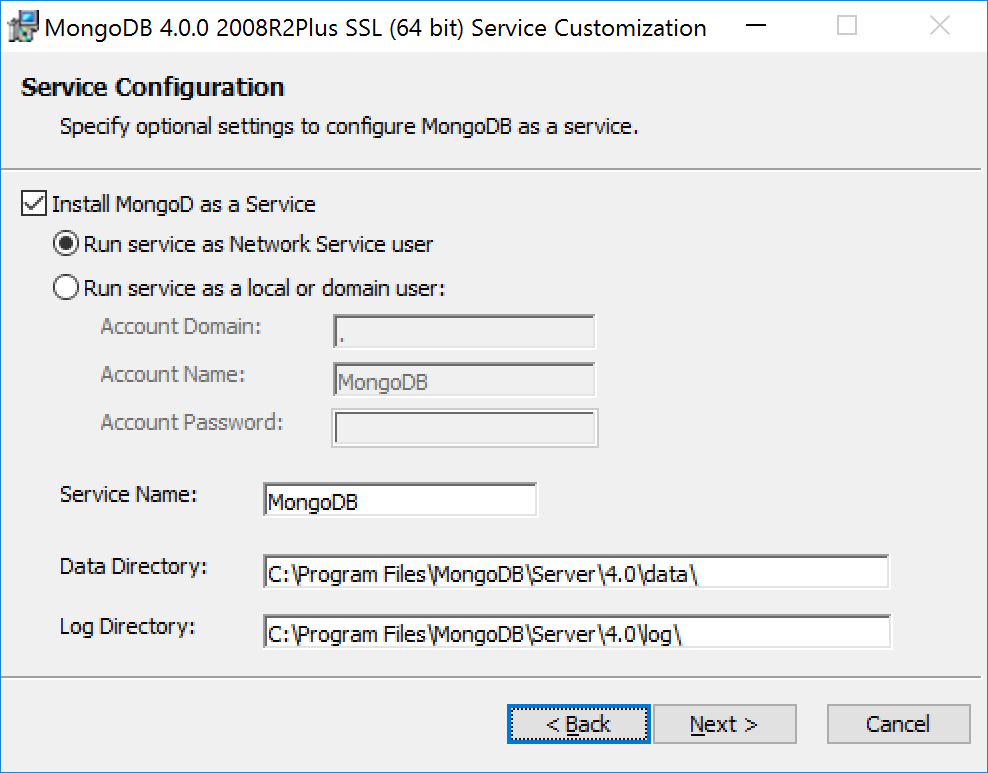 MongoDB 4.0.0 2008R2Plus SSL (64 bit) Service Customization
Service Configuration
Specify optional settings to configure MongoDB as a service.
Install MongoD as a Service
Run service as Network Service user
Run service as a local or domain user:
Account Domain: .
Account Name: MongoDB
Account Password:
Service Name: MongoDB
Data Directory: C:\Program Files\MongoDB\Server\4.0\data\
Log Directory: C:\Program Files\MongoDB\Server\4.0\log\
< Back Next > Cancel